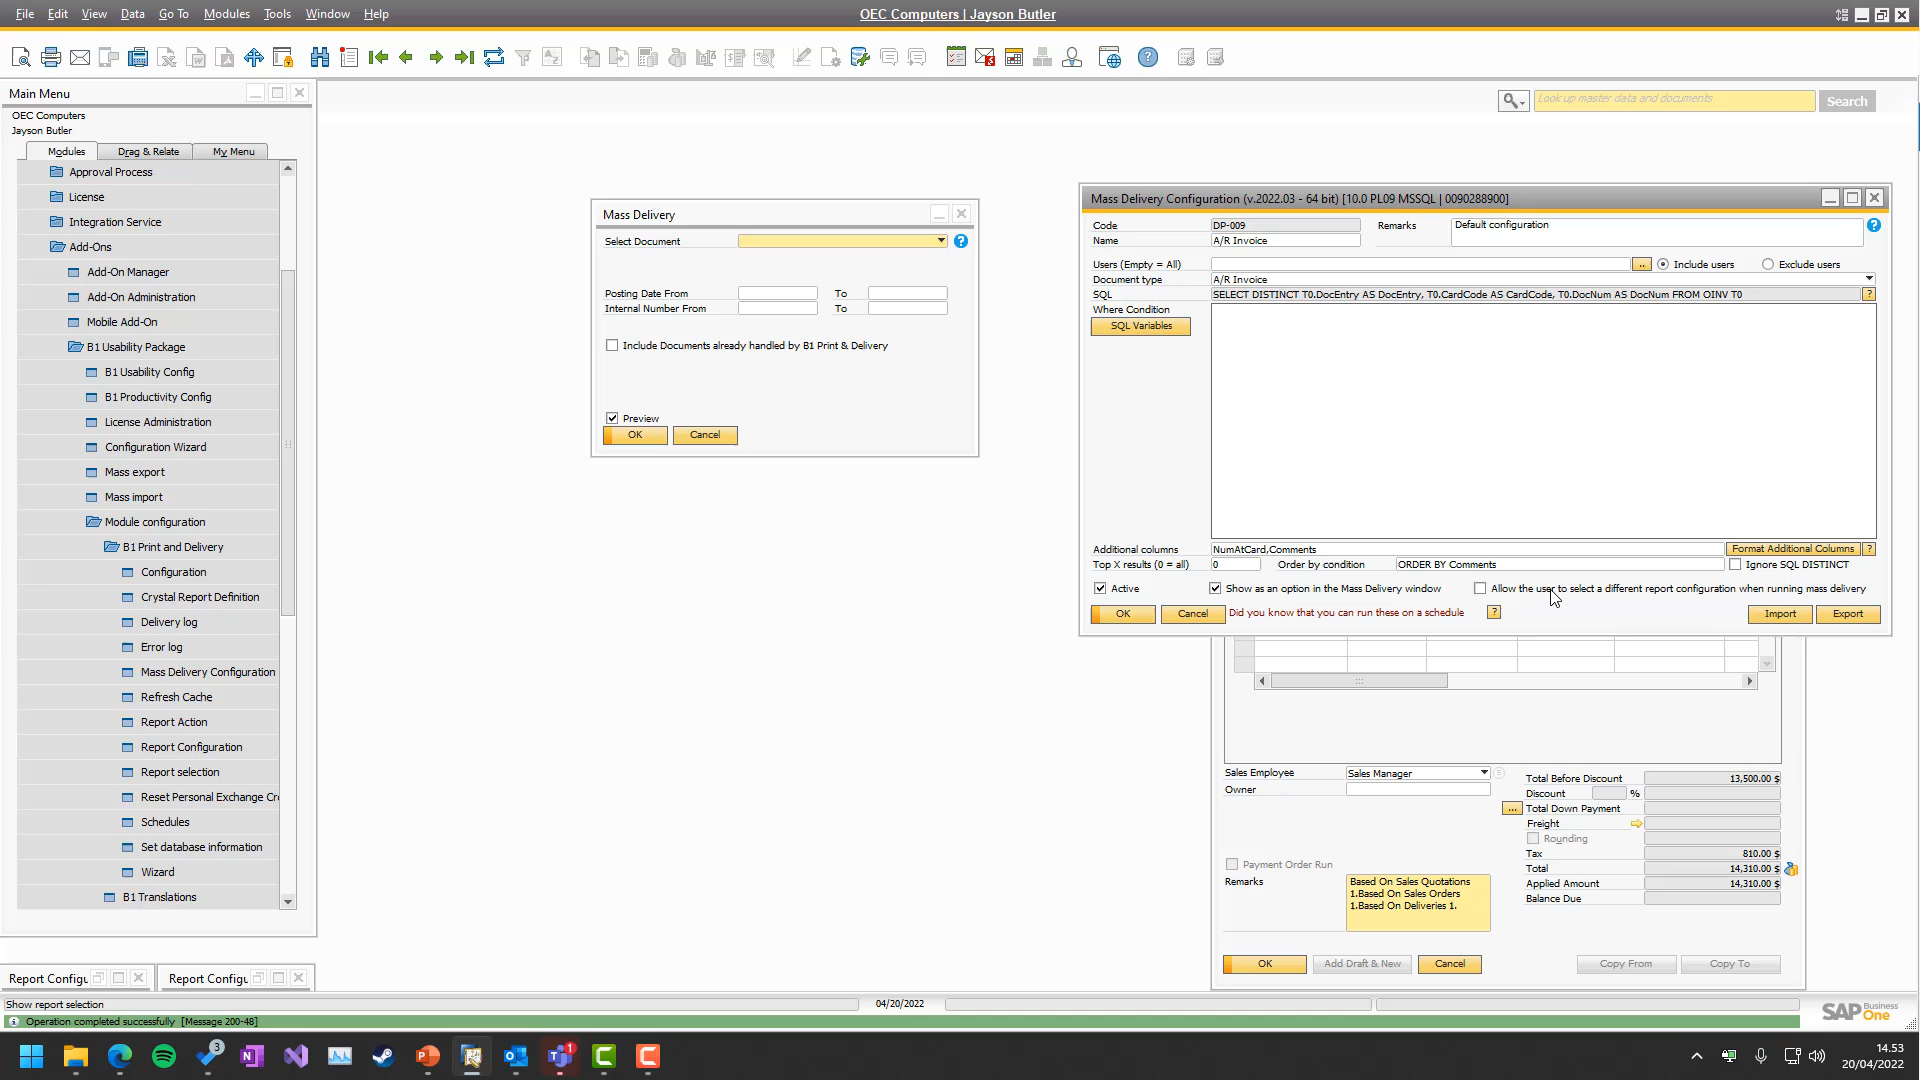 File Edit View Data Go To Modules Tools Window Help
OEC Computers | Jayson Butler
Look up master data and documents
Search
Main Menu
OEC Computers
Jayson Butler
Modules Drag & Relate My Menu
Approval Process
License
Integration Service
Add-Ons
Add-On Manager
Add-On Administration
Mobile Add-On
B1 Usability Package
B1 Usability Config
B1 Productivity Config
License Administration
Configuration Wizard
Mass export
Mass import
Module configuration
B1 Print and Delivery
Configuration
Crystal Report Definition
Delivery log
Error log
Mass Delivery Configuration
Refresh Cache
Report Action
Report Configuration
Report selection
Reset Personal Exchange Cr
Schedules
Set database information
Wizard
B1 Translations
Mass Delivery
Select Document
Posting Date From To
Internal Number From To
Include Documents already handled by B1 Print & Delivery
Preview
OK Cancel
Mass Delivery Configuration (v.2022.03 - 64 bit) [10.0 PL09 MSSQL | 0090288900]
Code DP-009 Remarks Default configuration
Name A/R Invoice
Users (Empty = All) .. Include users Exclude users
Document type A/R Invoice
SQL SELECT DISTINCT T0.DocEntry AS DocEntry, T0.CardCode AS CardCode, T0.DocNum AS DocNum FROM OINV T0 ?
Where Condition
SQL Variables
Additional columns NumAtCard,Comments Format Additional Columns ?
Top X results (0 = all) 0 Order by condition ORDER BY Comments Ignore SQL DISTINCT
Active Show as an option in the Mass Delivery window Allow the user to select a different report configuration when running mass delivery
OK Cancel Did you know that you can run these on a schedule ? Import Export
Sales Employee Sales Manager
Owner
Payment Order Run
Remarks Based On Sales Quotations
1.Based On Sales Orders
1.Based On Deliveries 1.
Total Before Discount 13,500.00 $
Discount %
... Total Down Payment
Freight
Rounding
Tax 810.00 $
Total 14,310.00 $
Applied Amount 14,310.00 $
Balance Due
OK Add Draft & New Cancel Copy From Copy To
Report Configu Report Configu
Show report selection 04/20/2022
Operation completed successfully [Message 200-48]
SAP Business One
3
1
14.53
20/04/2022